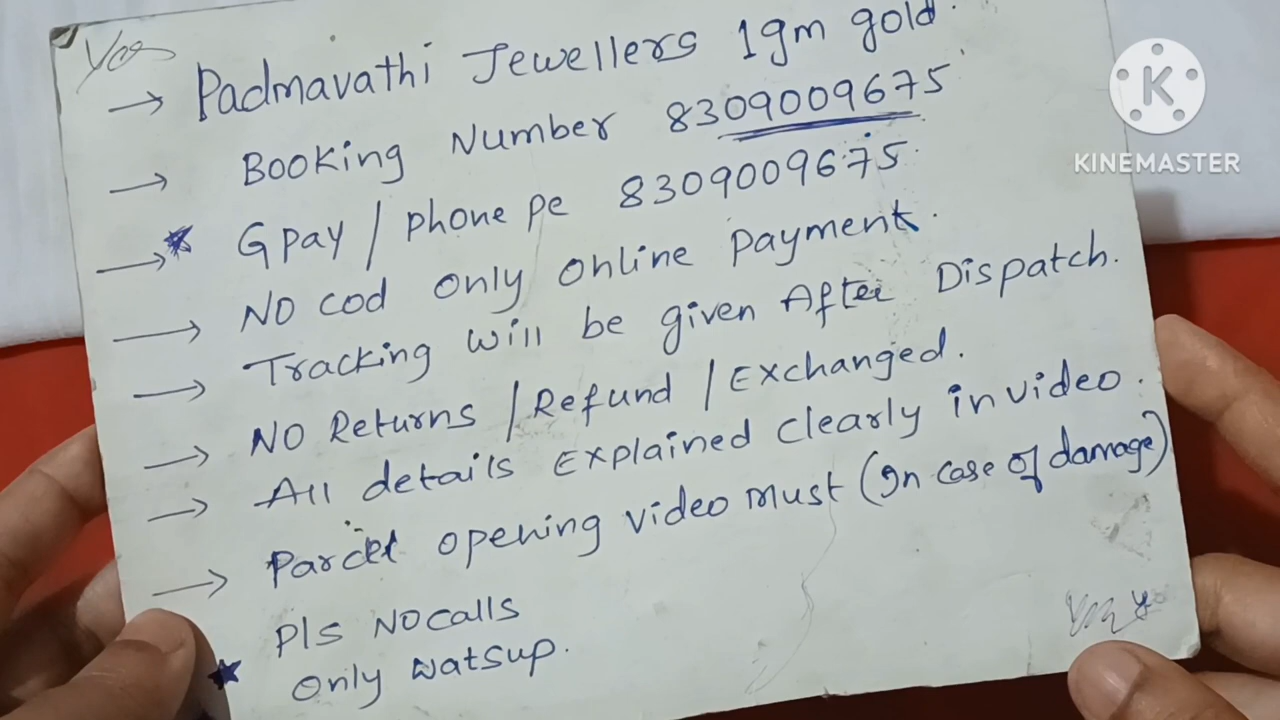 → Padmavathi Jewellers 1gm gold.
→ Booking Number 8309009675
→ Gpay / phone pe 8309009675.
→ NO cod only online payment.
→ Tracking will be given After Dispatch.
→ NO Returns / Refund / Exchanged.
→ All details Explained clearly in video.
→ Parcel opening video must (In case of damage)
Pls NO calls
Only watsup.
K
KINEMASTER